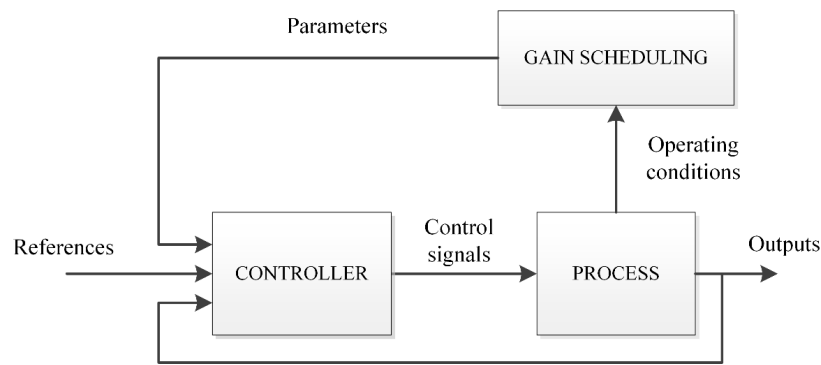 Parameters
GAIN SCHEDULING
Operating
conditions
References
CONTROLLER
Control
signals
PROCESS
Outputs